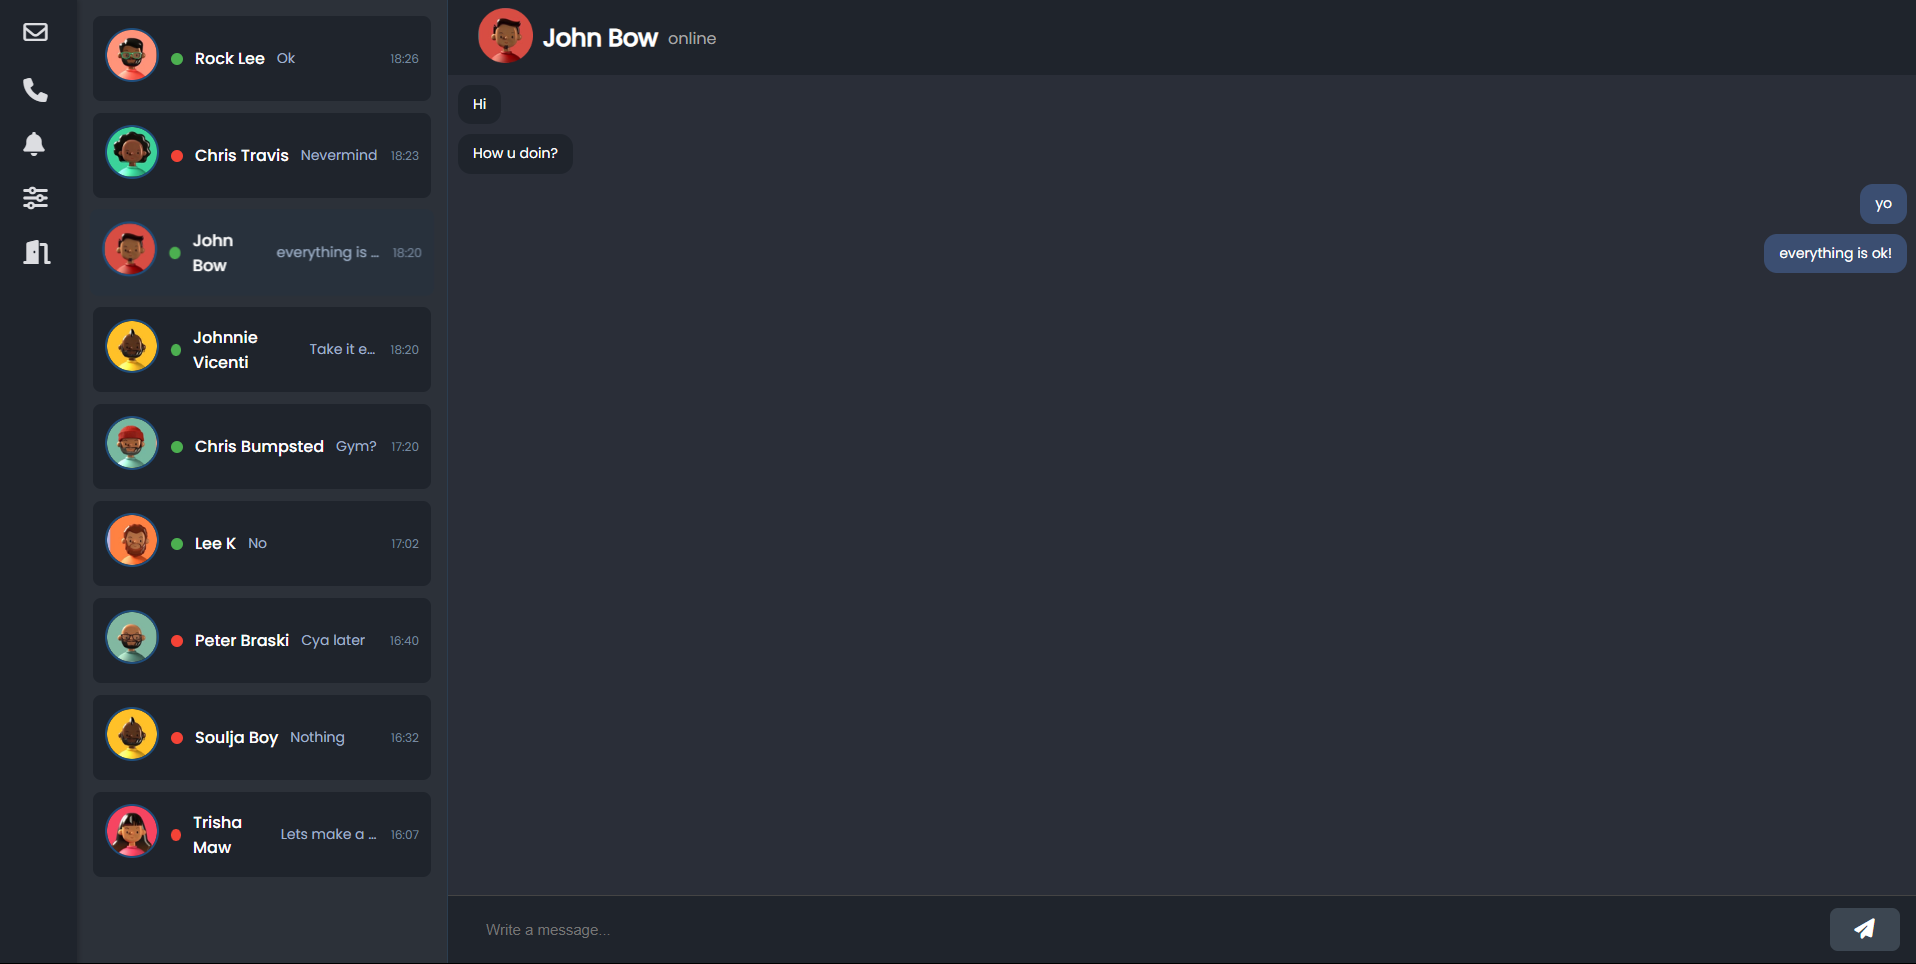 Rock Lee Ok 18:26
Chris Travis Nevermind 18:23
John
Bow
everything is ... 18:20
Johnnie
Vicenti
Take it e... 18:20
Chris Bumpsted Gym? 17:20
Lee K No 17:02
Peter Braski Cya later 16:40
Soulja Boy Nothing 16:32
Trisha
Maw
Lets make a ... 16:07
John Bow online
Hi
How u doin?
yo
everything is ok!
Write a message...